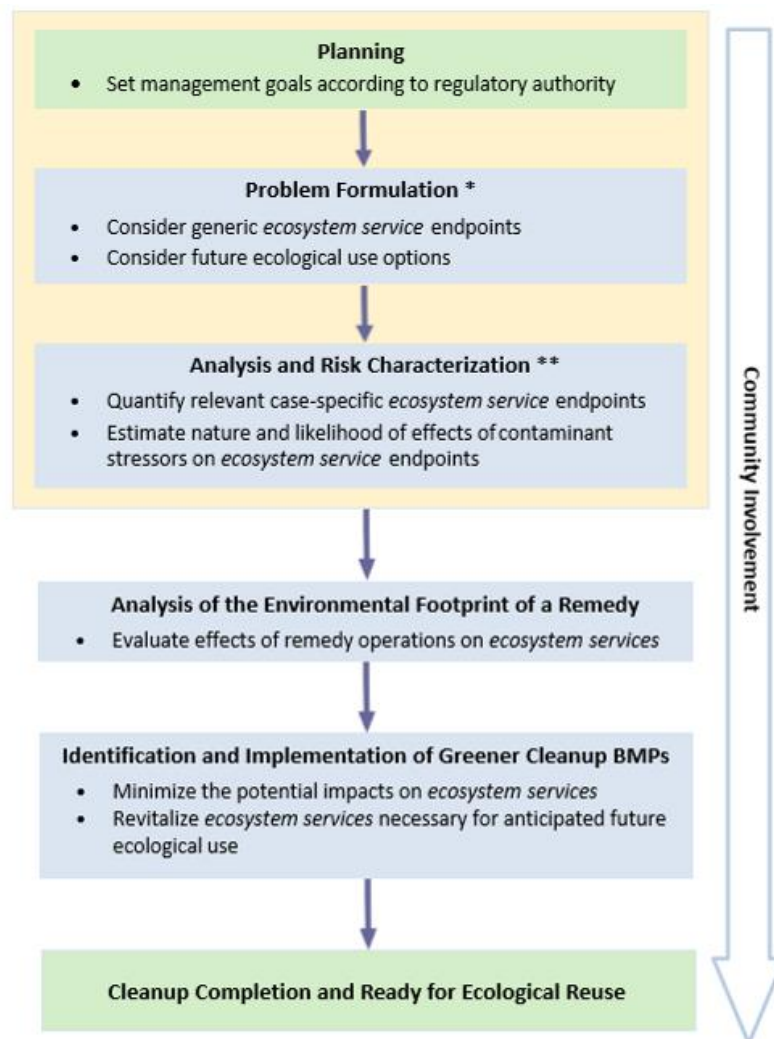 Planning
• Set management goals according to regulatory authority
Problem Formulation *
• Consider generic ecosystem service endpoints
• Consider future ecological use options
Analysis and Risk Characterization **
• Quantify relevant case-specific ecosystem service endpoints
• Estimate nature and likelihood of effects of contaminant
stressors on ecosystem service endpoints
Analysis of the Environmental Footprint of a Remedy
• Evaluate effects of remedy operations on ecosystem services
Identification and Implementation of Greener Cleanup BMPs
• Minimize the potential impacts on ecosystem services
• Revitalize ecosystem services necessary for anticipated future
ecological use
Cleanup Completion and Ready for Ecological Reuse
Community Involvement